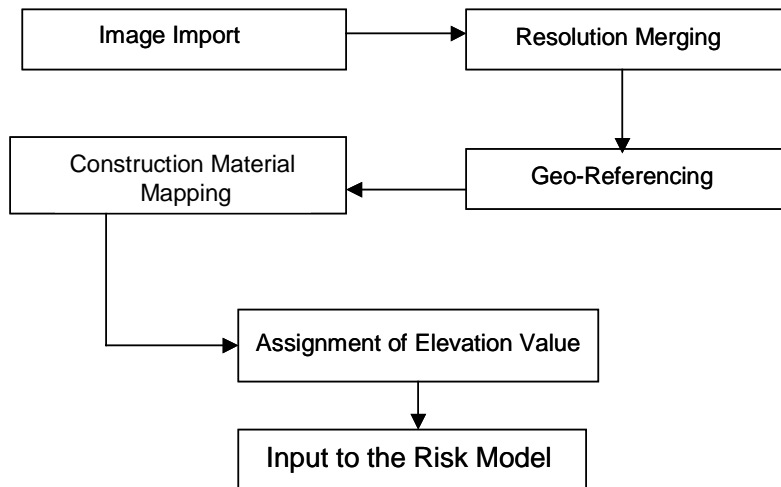 Image Import
Resolution Merging
Geo-Referencing
Construction Material
Mapping
Assignment of Elevation Value
Input to the Risk Model